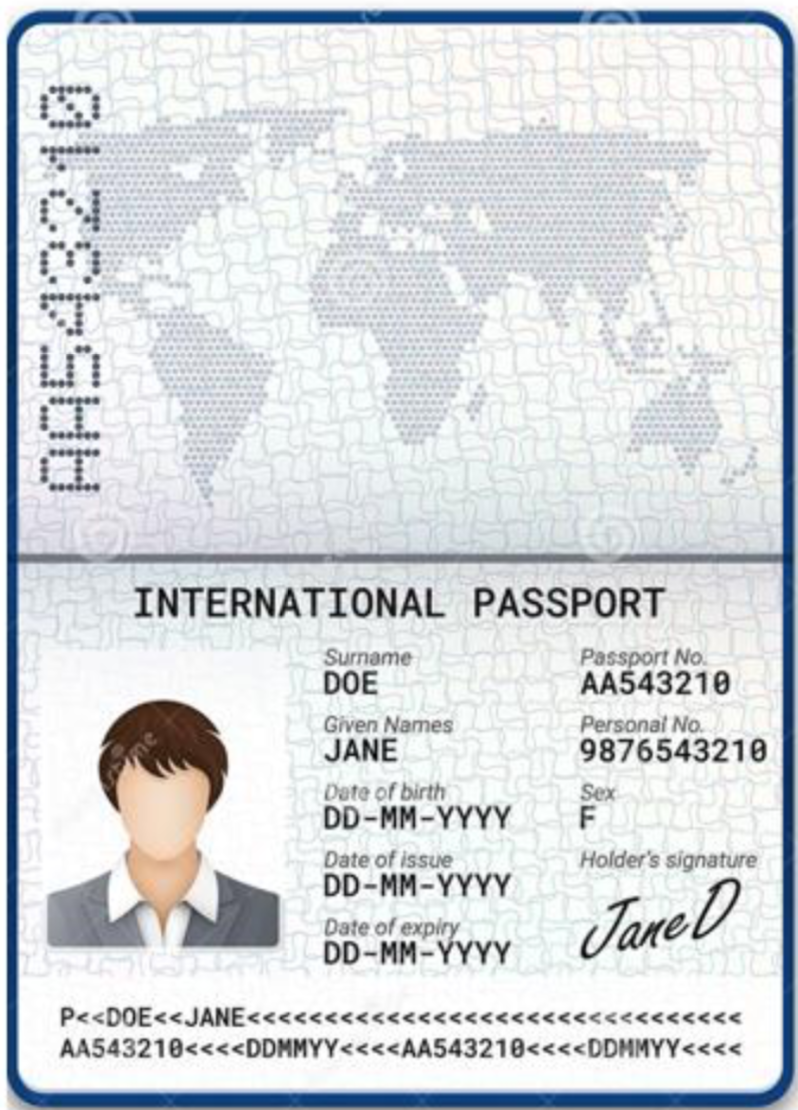 AA543210
INTERNATIONAL PASSPORT
Surname
DOE
Passport No.
AA543210
Given Names
JANE
Personal No.
9876543210
Date of birth
DD-MM-YYYY
Sex
F
Date of issue
DD-MM-YYYY
Holder's signature
Jane D
Date of expiry
DD-MM-YYYY
P<<DOE<<JANE<<<<<<<<<<<<<<<<<<<<<<<<<<<<<<<<
AA543210<<<<DDMMYY<<<<AA543210<<<<DDMMYY<<<<